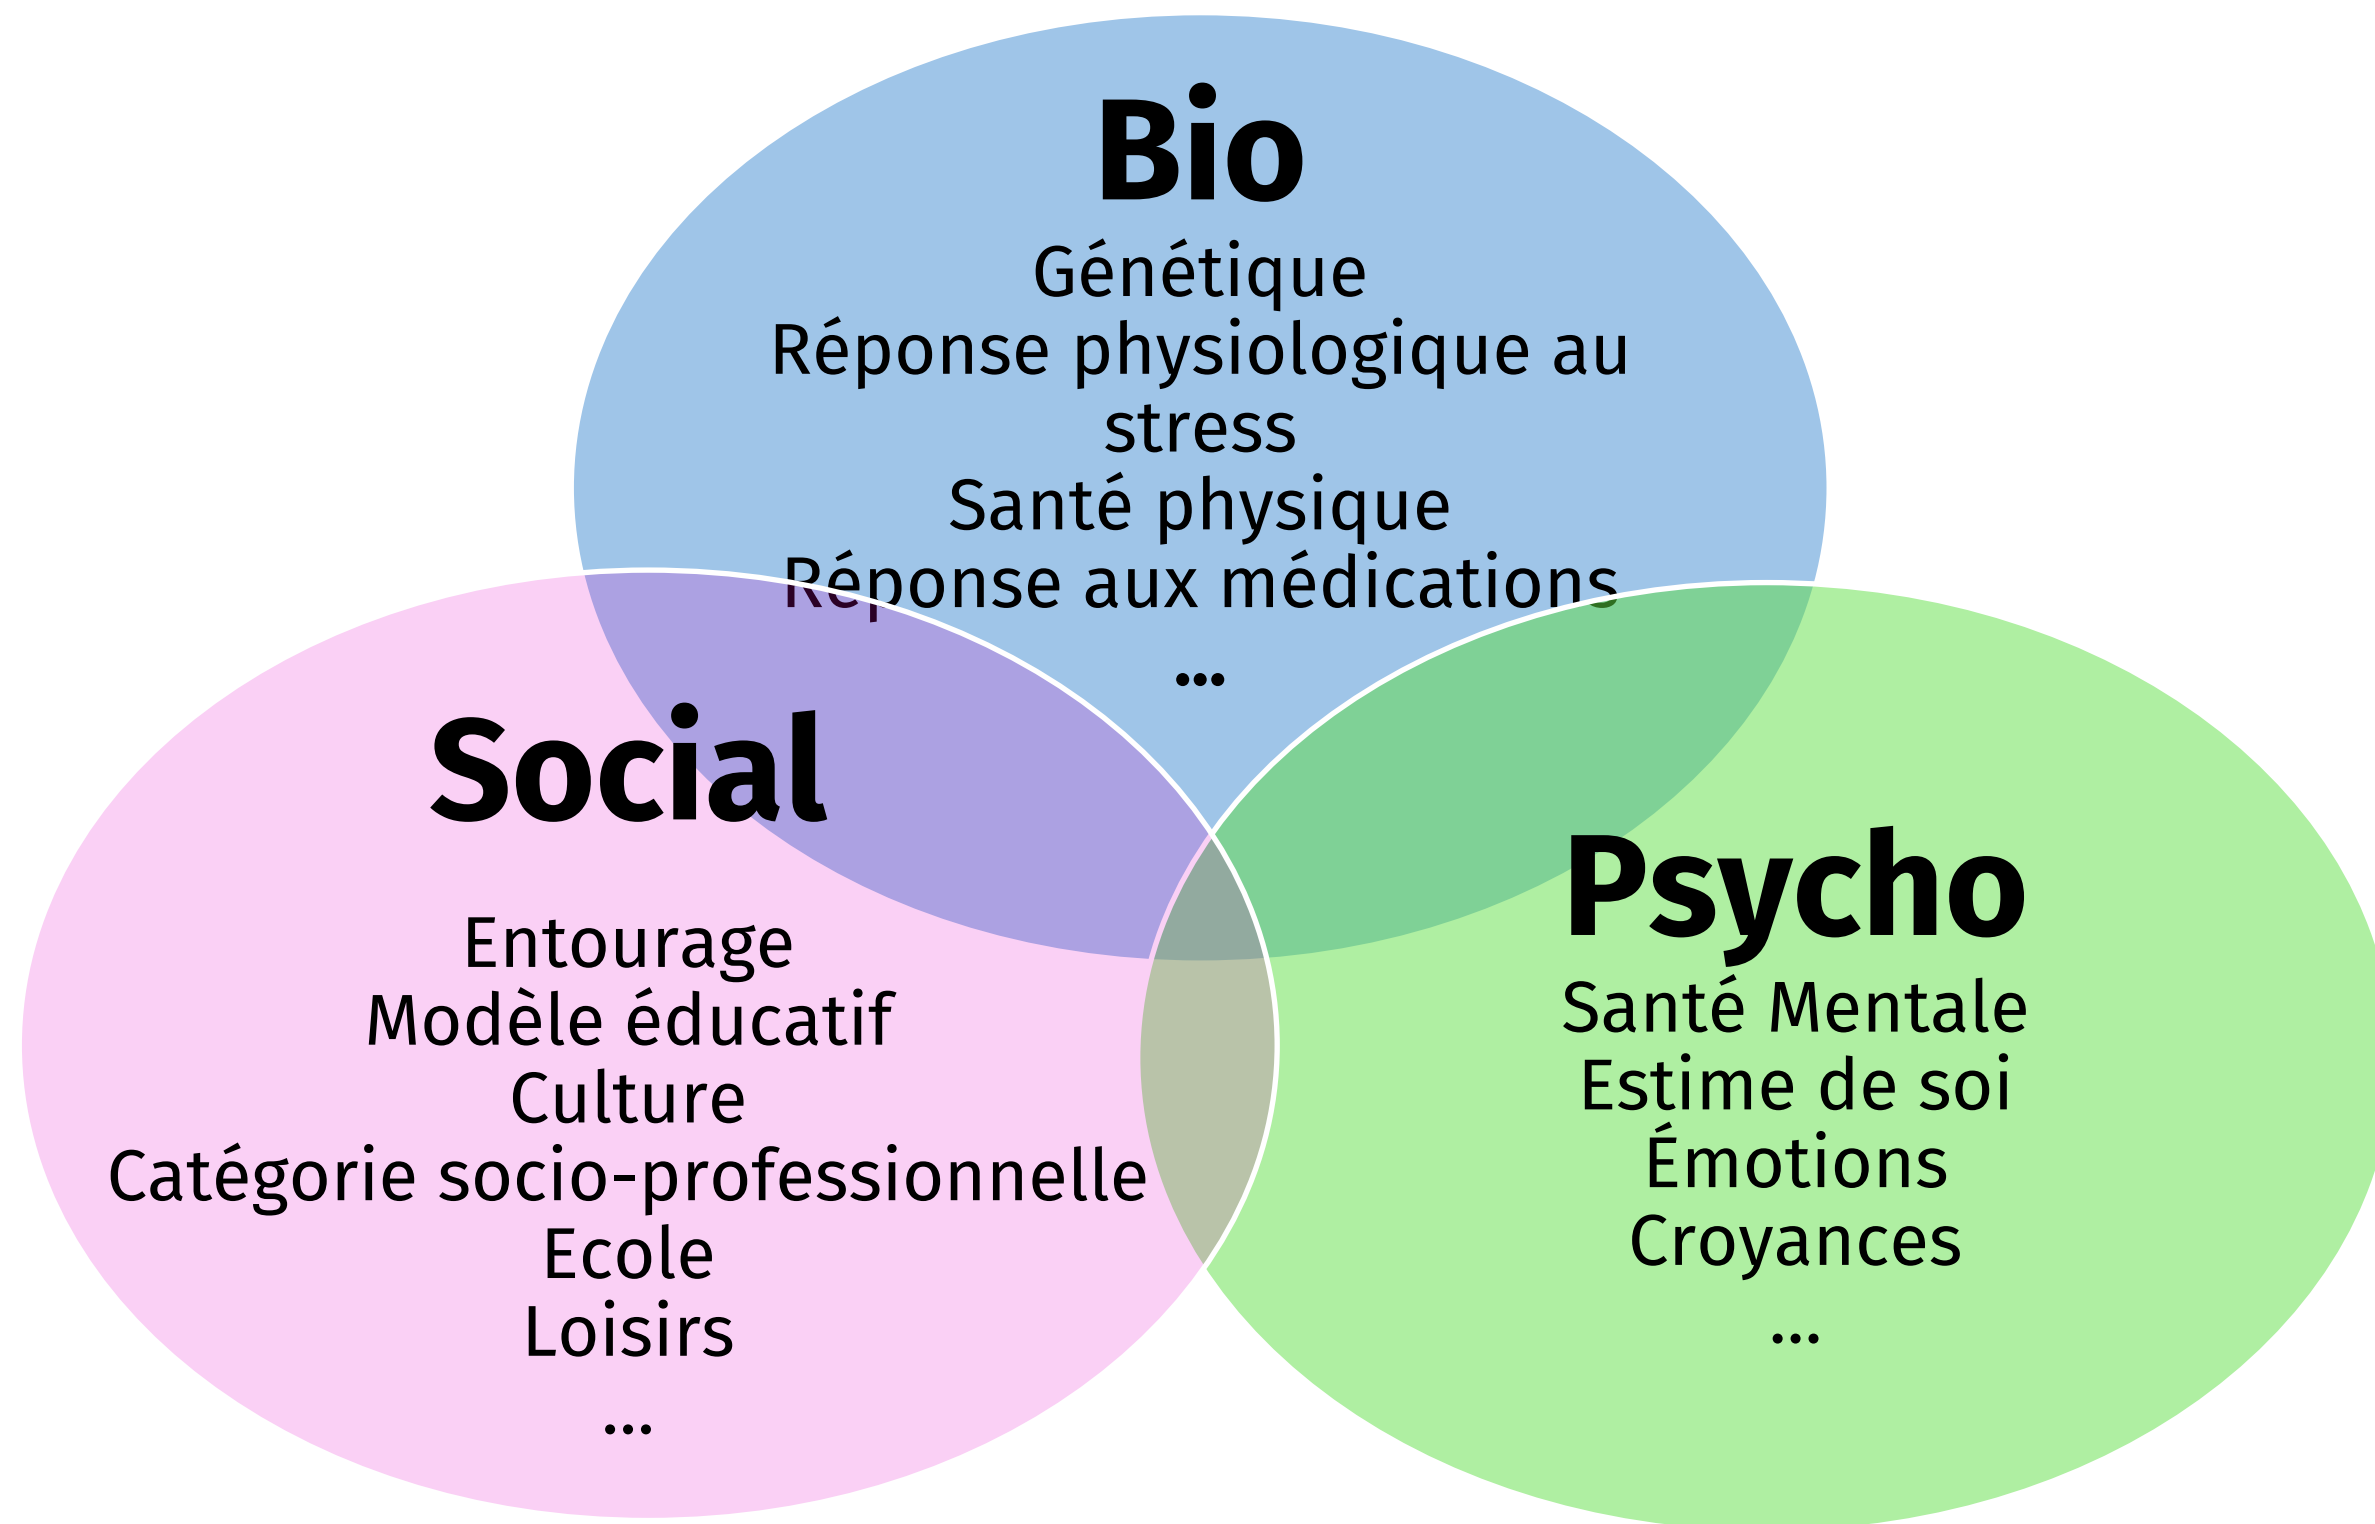 Bio
Génétique
Réponse physiologique au
stress
Santé physique
Réponse aux médications
...
Social
Entourage
Modèle éducatif
Culture
Catégorie socio-professionnelle
Ecole
Loisirs
...
Psycho
Santé Mentale
Estime de soi
Émotions
Croyances
...